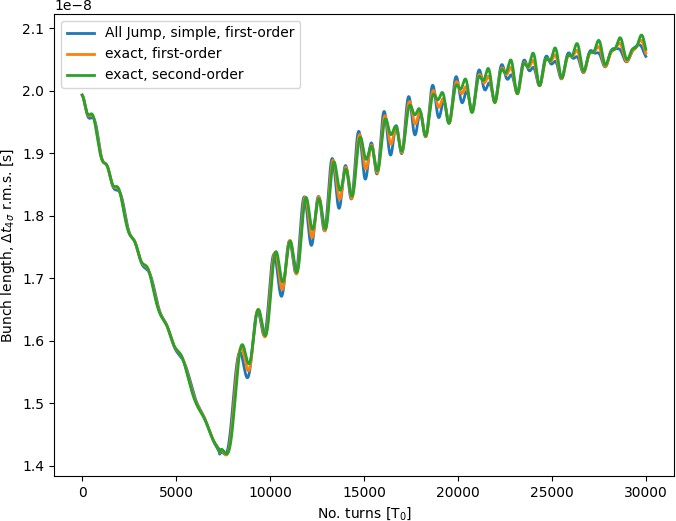 1e−8
All Jump, simple, first-order
exact, first-order
exact, second-order
2.1
2.0
1.9
1.8
1.7
1.6
1.5
1.4
Bunch length, Δt4σ r.m.s. [s]
0 5000 10000 15000 20000 25000 30000
No. turns [T0]